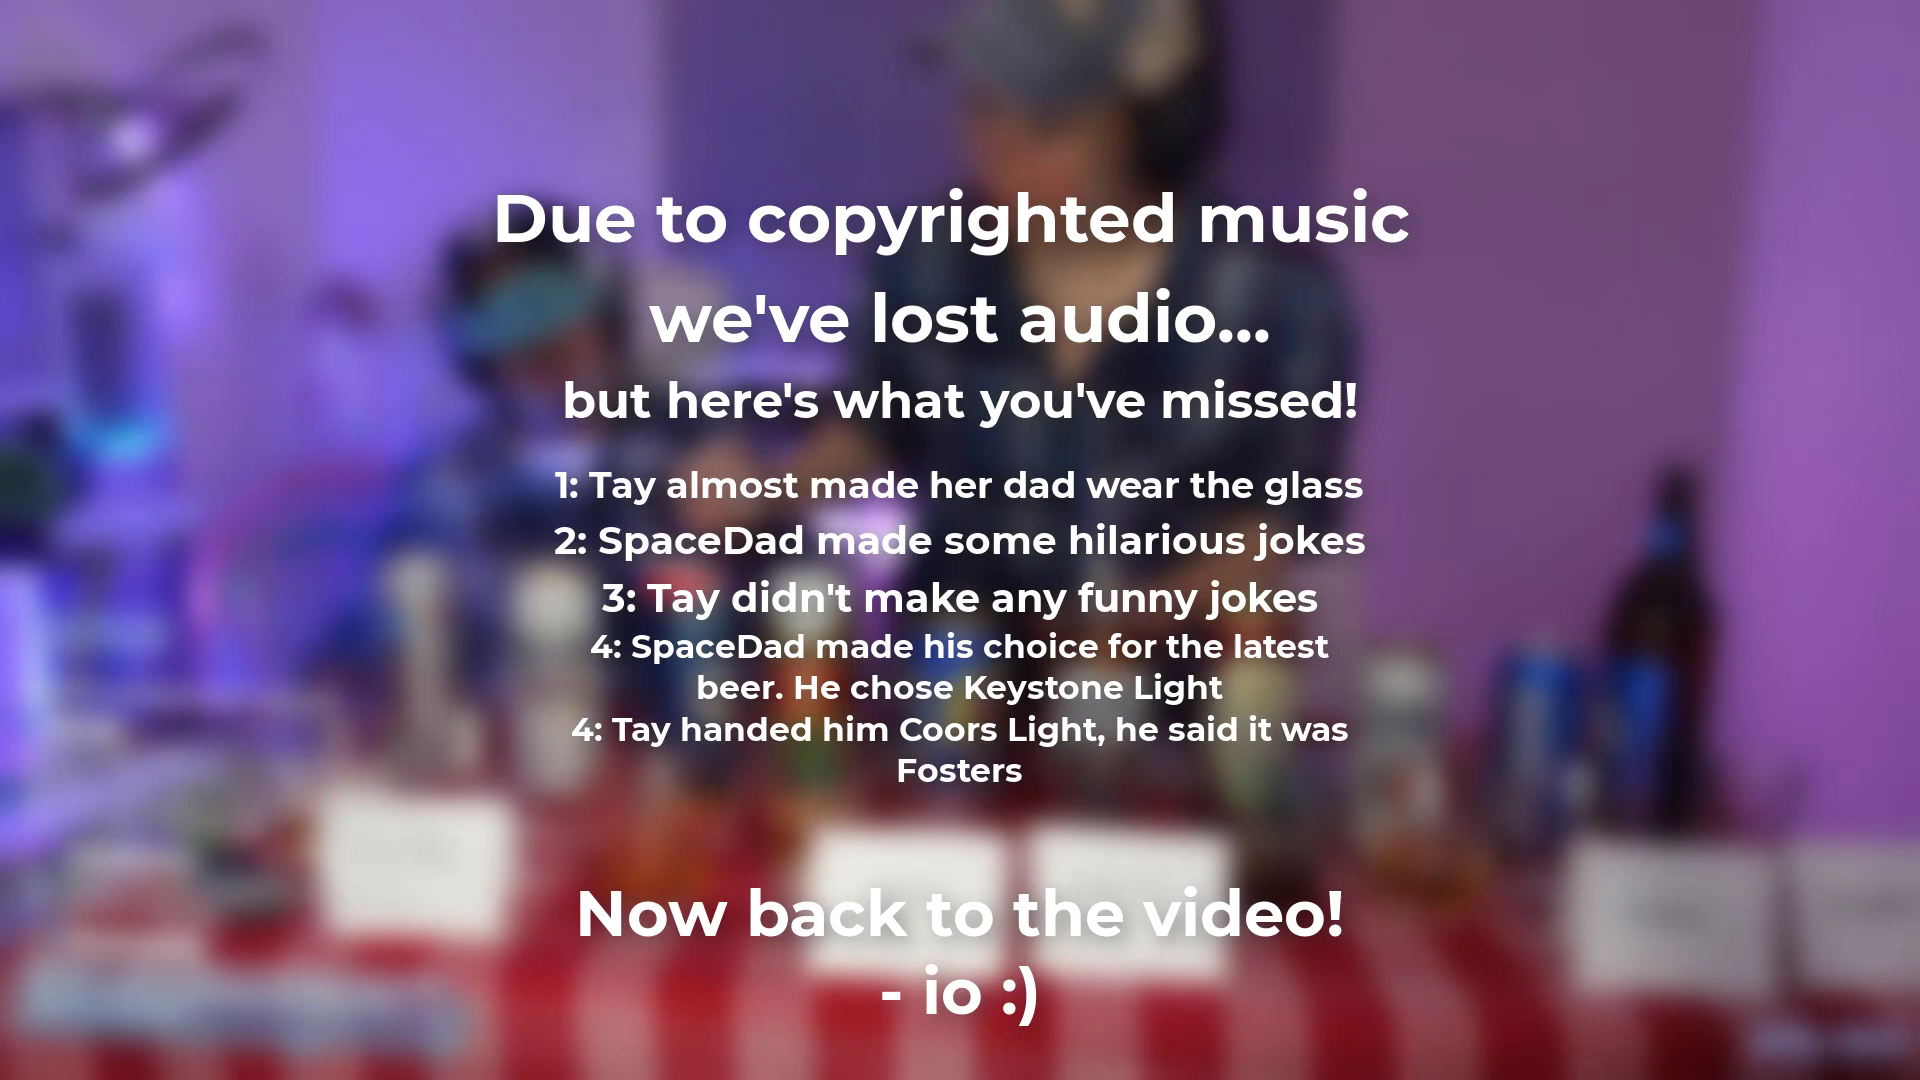 Due to copyrighted music
we've lost audio...
but here's what you've missed!
1: Tay almost made her dad wear the glass
2: SpaceDad made some hilarious jokes
3: Tay didn't make any funny jokes
4: SpaceDad made his choice for the latest
beer. He chose Keystone Light
4: Tay handed him Coors Light, he said it was
Fosters
Now back to the video!
- io :)